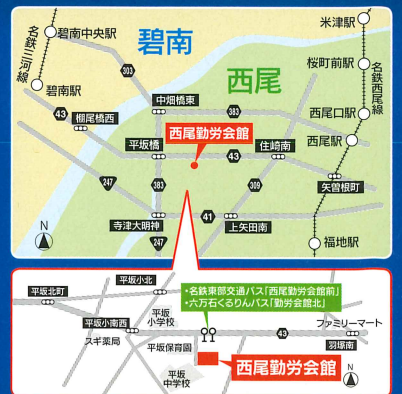 米津駅
碧南中央駅
名鉄三河線
碧南
桜町前駅
名鉄西尾線
303
西尾
碧南駅
中畑橋東
383
西尾口駅
43
棚尾橋西
西尾勤労会館
西尾駅
平坂橋
43
住崎南
矢曽根町
247
383
309
寺津大明神
41
上矢田南
N
247
福地駅
平坂小北
・名鉄東部交通バス「西尾勤労会館前」
・六万石くるりんバス「勤労会館北」
平坂北町
平坂小学校
平坂小南西
43
ファミリーマート
スギ薬局
平坂保育園
羽塚南
西尾勤労会館
平坂中学校
N